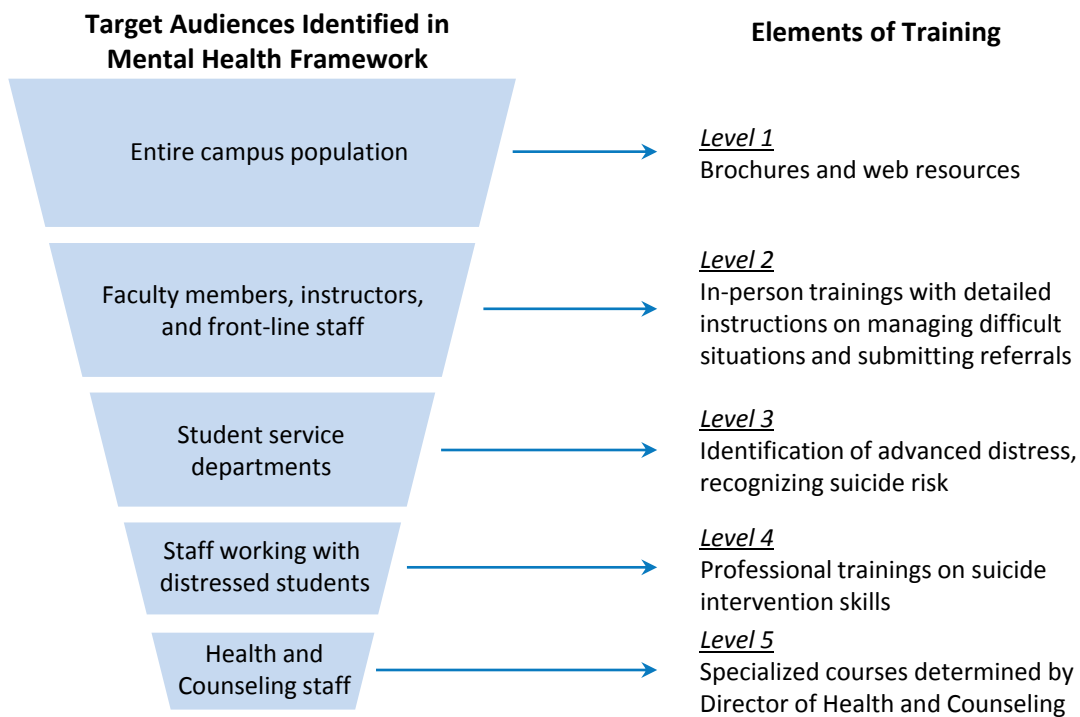 Target Audiences Identified in
Mental Health Framework
Elements of Training
Entire campus population
Level 1
Brochures and web resources
Faculty members, instructors,
and front-line staff
Level 2
In-person trainings with detailed
instructions on managing difficult
situations and submitting referrals
Student service
departments
Level 3
Identification of advanced distress,
recognizing suicide risk
Staff working with
distressed students
Level 4
Professional trainings on suicide
intervention skills
Health and
Counseling staff
Level 5
Specialized courses determined by
Director of Health and Counseling